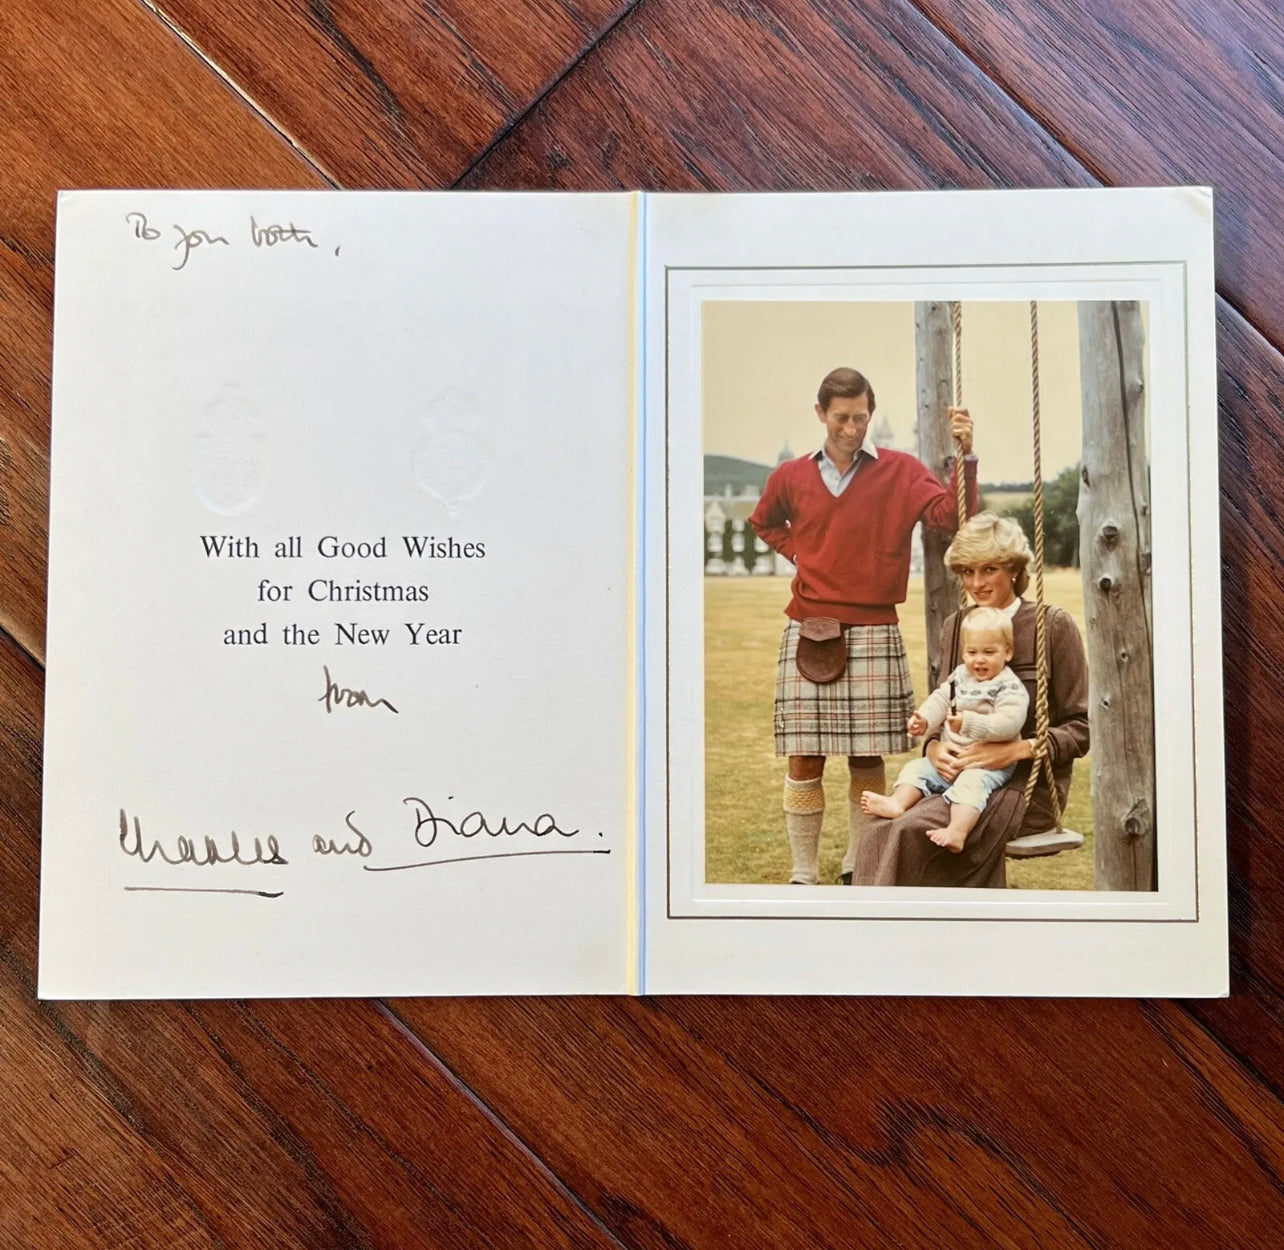 To you both,
With all Good Wishes
for Christmas
and the New Year
from
Charles and Diana.